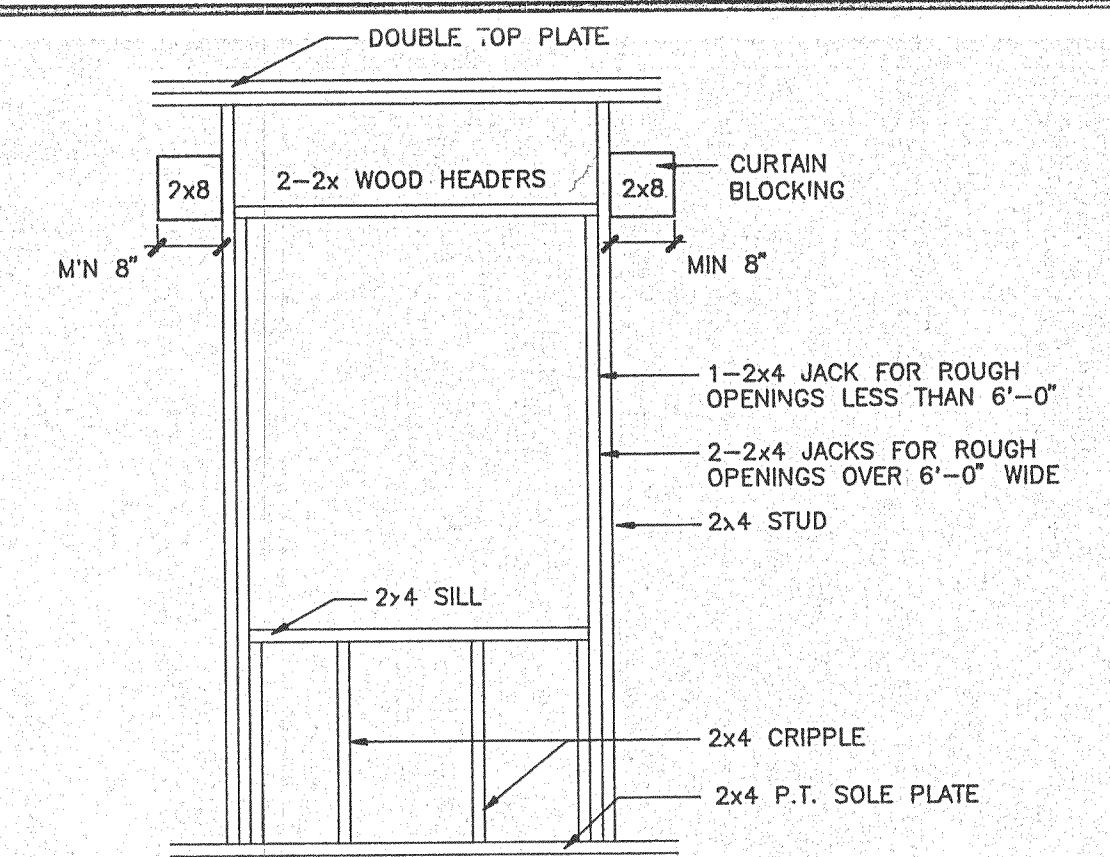 DOUBLE TOP PLATE
2x8
2-2x WOOD HEADERS
2x8
CURTAIN
BLOCKING
MIN 8"
MIN 8"
1-2x4 JACK FOR ROUGH
OPENINGS LESS THAN 6'-0"
2-2x4 JACKS FOR ROUGH
OPENINGS OVER 6'-0" WIDE
2x4 STUD
2x4 SILL
2x4 CRIPPLE
2x4 P.T. SOLE PLATE